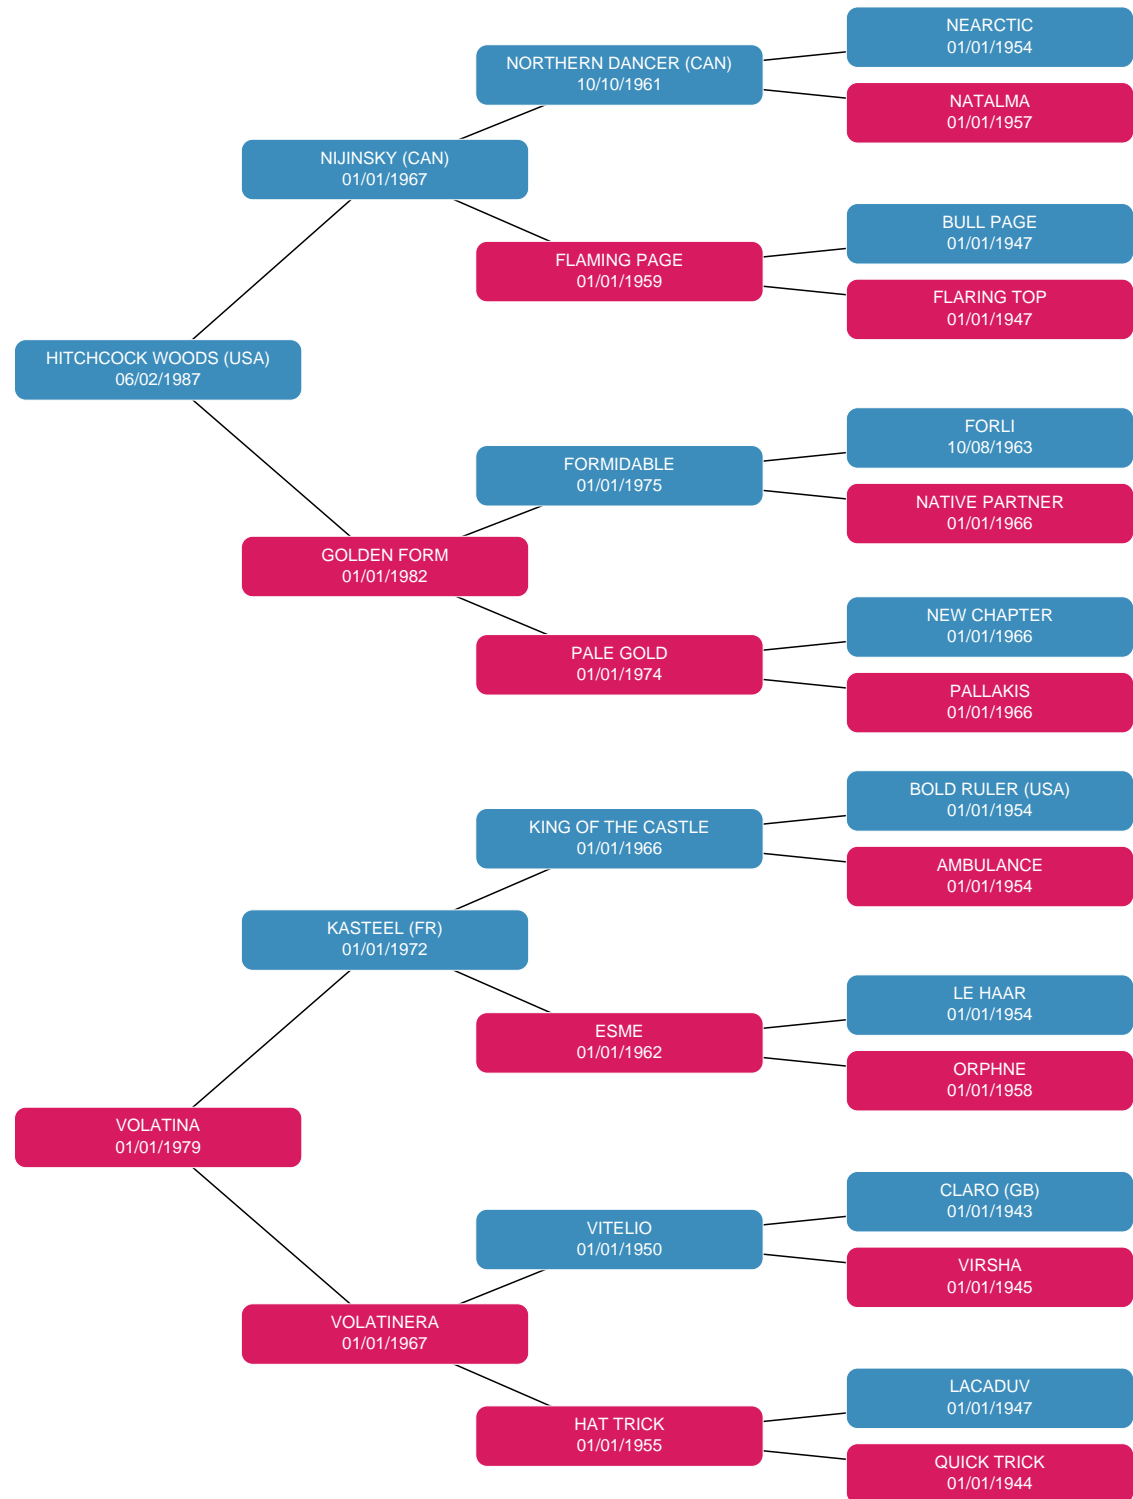 NEARCTIC
01/01/1954
NORTHERN DANCER (CAN)
10/10/1961
NATALMA
01/01/1957
NIJINSKY (CAN)
01/01/1967
BULL PAGE
01/01/1947
FLAMING PAGE
01/01/1959
FLARING TOP
01/01/1947
HITCHCOCK WOODS (USA)
06/02/1987
FORLI
10/08/1963
FORMIDABLE
01/01/1975
NATIVE PARTNER
01/01/1966
GOLDEN FORM
01/01/1982
NEW CHAPTER
01/01/1966
PALE GOLD
01/01/1974
PALLAKIS
01/01/1966
BOLD RULER (USA)
01/01/1954
KING OF THE CASTLE
01/01/1966
AMBULANCE
01/01/1954
KASTEEL (FR)
01/01/1972
LE HAAR
01/01/1954
ESME
01/01/1962
ORPHNE
01/01/1958
VOLATINA
01/01/1979
CLARO (GB)
01/01/1943
VITELIO
01/01/1950
VIRSHA
01/01/1945
VOLATINERA
01/01/1967
LACADUV
01/01/1947
HAT TRICK
01/01/1955
QUICK TRICK
01/01/1944